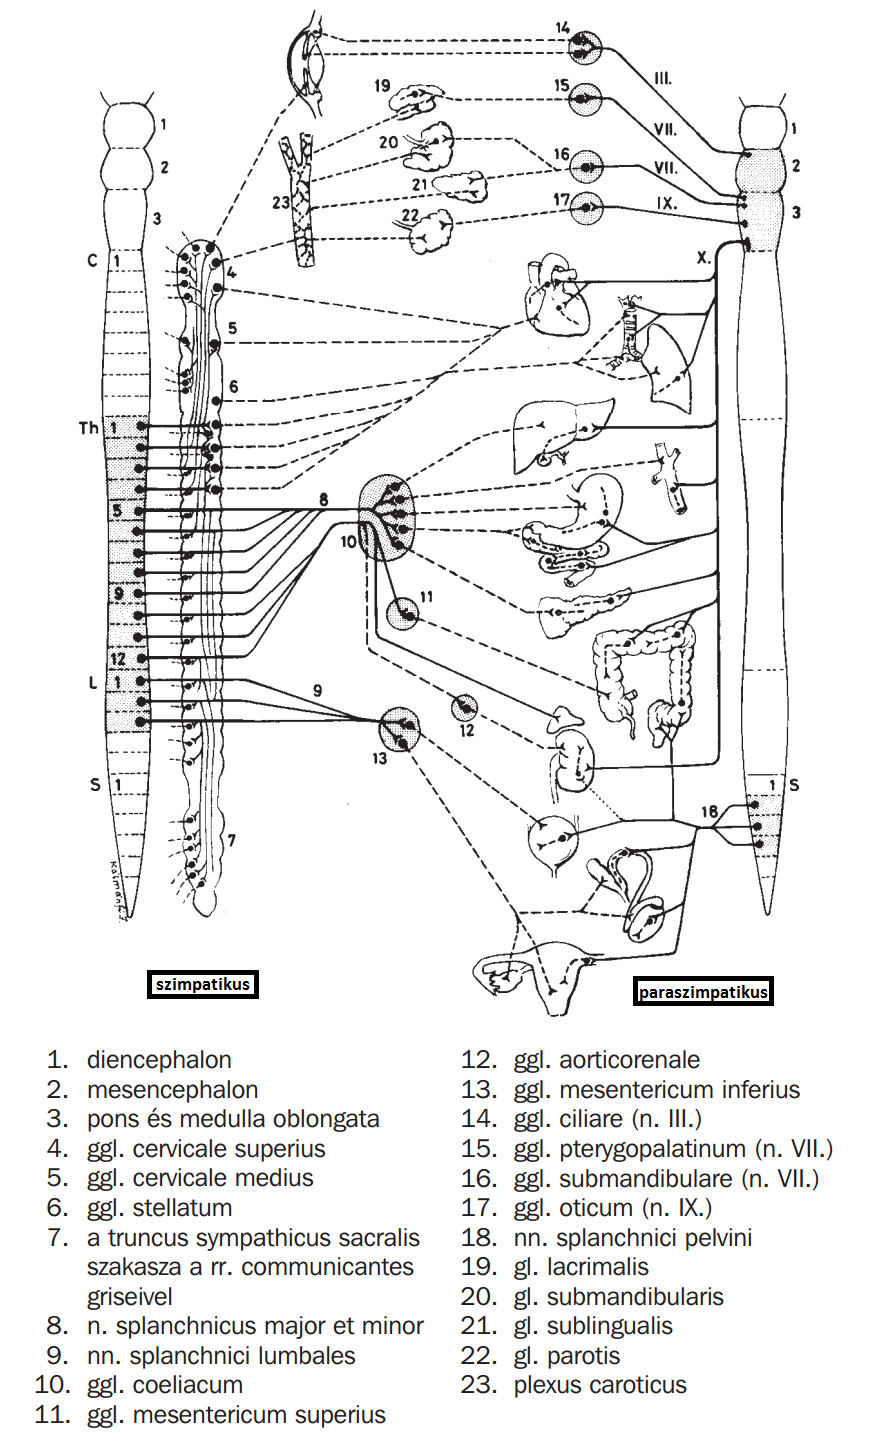 14
III.
19
15
1
VII.
1
20
2
16
VII.
2
21
23
17
IX.
22
3
3
C 1
4
X.
5
6
Th 1
8
5
10
9
11
12
L 1
9
12
13
S 1
1 S
18
7
szimpatikus
paraszimpatikus
1. diencephalon
2. mesencephalon
3. pons és medulla oblongata
4. ggl. cervicale superius
5. ggl. cervicale medius
6. ggl. stellatum
7. a truncus sympathicus sacralis
szakasza a rr. communicantes
griseivel
8. n. splanchnicus major et minor
9. nn. splanchnici lumbales
10. ggl. coeliacum
11. ggl. mesentericum superius
12. ggl. aorticorenale
13. ggl. mesentericum inferius
14. ggl. ciliare (n. III.)
15. ggl. pterygopalatinum (n. VII.)
16. ggl. submandibulare (n. VII.)
17. ggl. oticum (n. IX.)
18. nn. splanchnici pelvini
19. gl. lacrimalis
20. gl. submandibularis
21. gl. sublingualis
22. gl. parotis
23. plexus caroticus